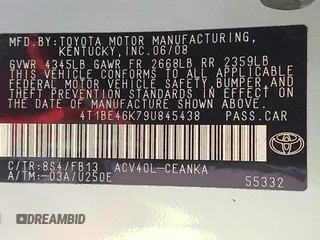 MFD.BY:TOYOTA MOTOR MANUFACTURING,
KENTUCKY,INC.06/08
GVWR 4345LB GAWR FR 2668LB RR 2359LB
THIS VEHICLE CONFORMS TO ALL APPLICABLE
FEDERAL MOTOR VEHICLE SAFETY, BUMPER, AND
THEFT PREVENTION STANDARDS IN EFFECT ON
THE DATE OF MANUFACTURE SHOWN ABOVE.
4T1BE46K79U845438 PASS.CAR
C/TR:8S4/FB13 ACV40L-CEANKA
A/TM:-03A/U250E
TOYOTA
55332
DREAMBID